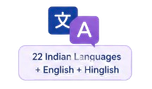 文
A
22 Indian Languages
+ English + Hinglish